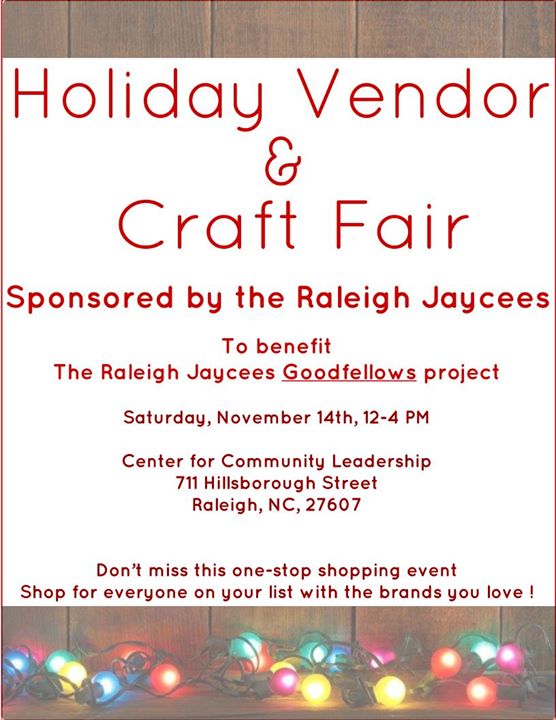 Holiday Vendor
&
Craft Fair
Sponsored by the Raleigh Jaycees
To benefit
The Raleigh Jaycees Goodfellows project
Saturday, November 14th, 12-4 PM
Center for Community Leadership
711 Hillsborough Street
Raleigh, NC, 27607
Don't miss this one-stop shopping event
Shop for everyone on your list with the brands you love !